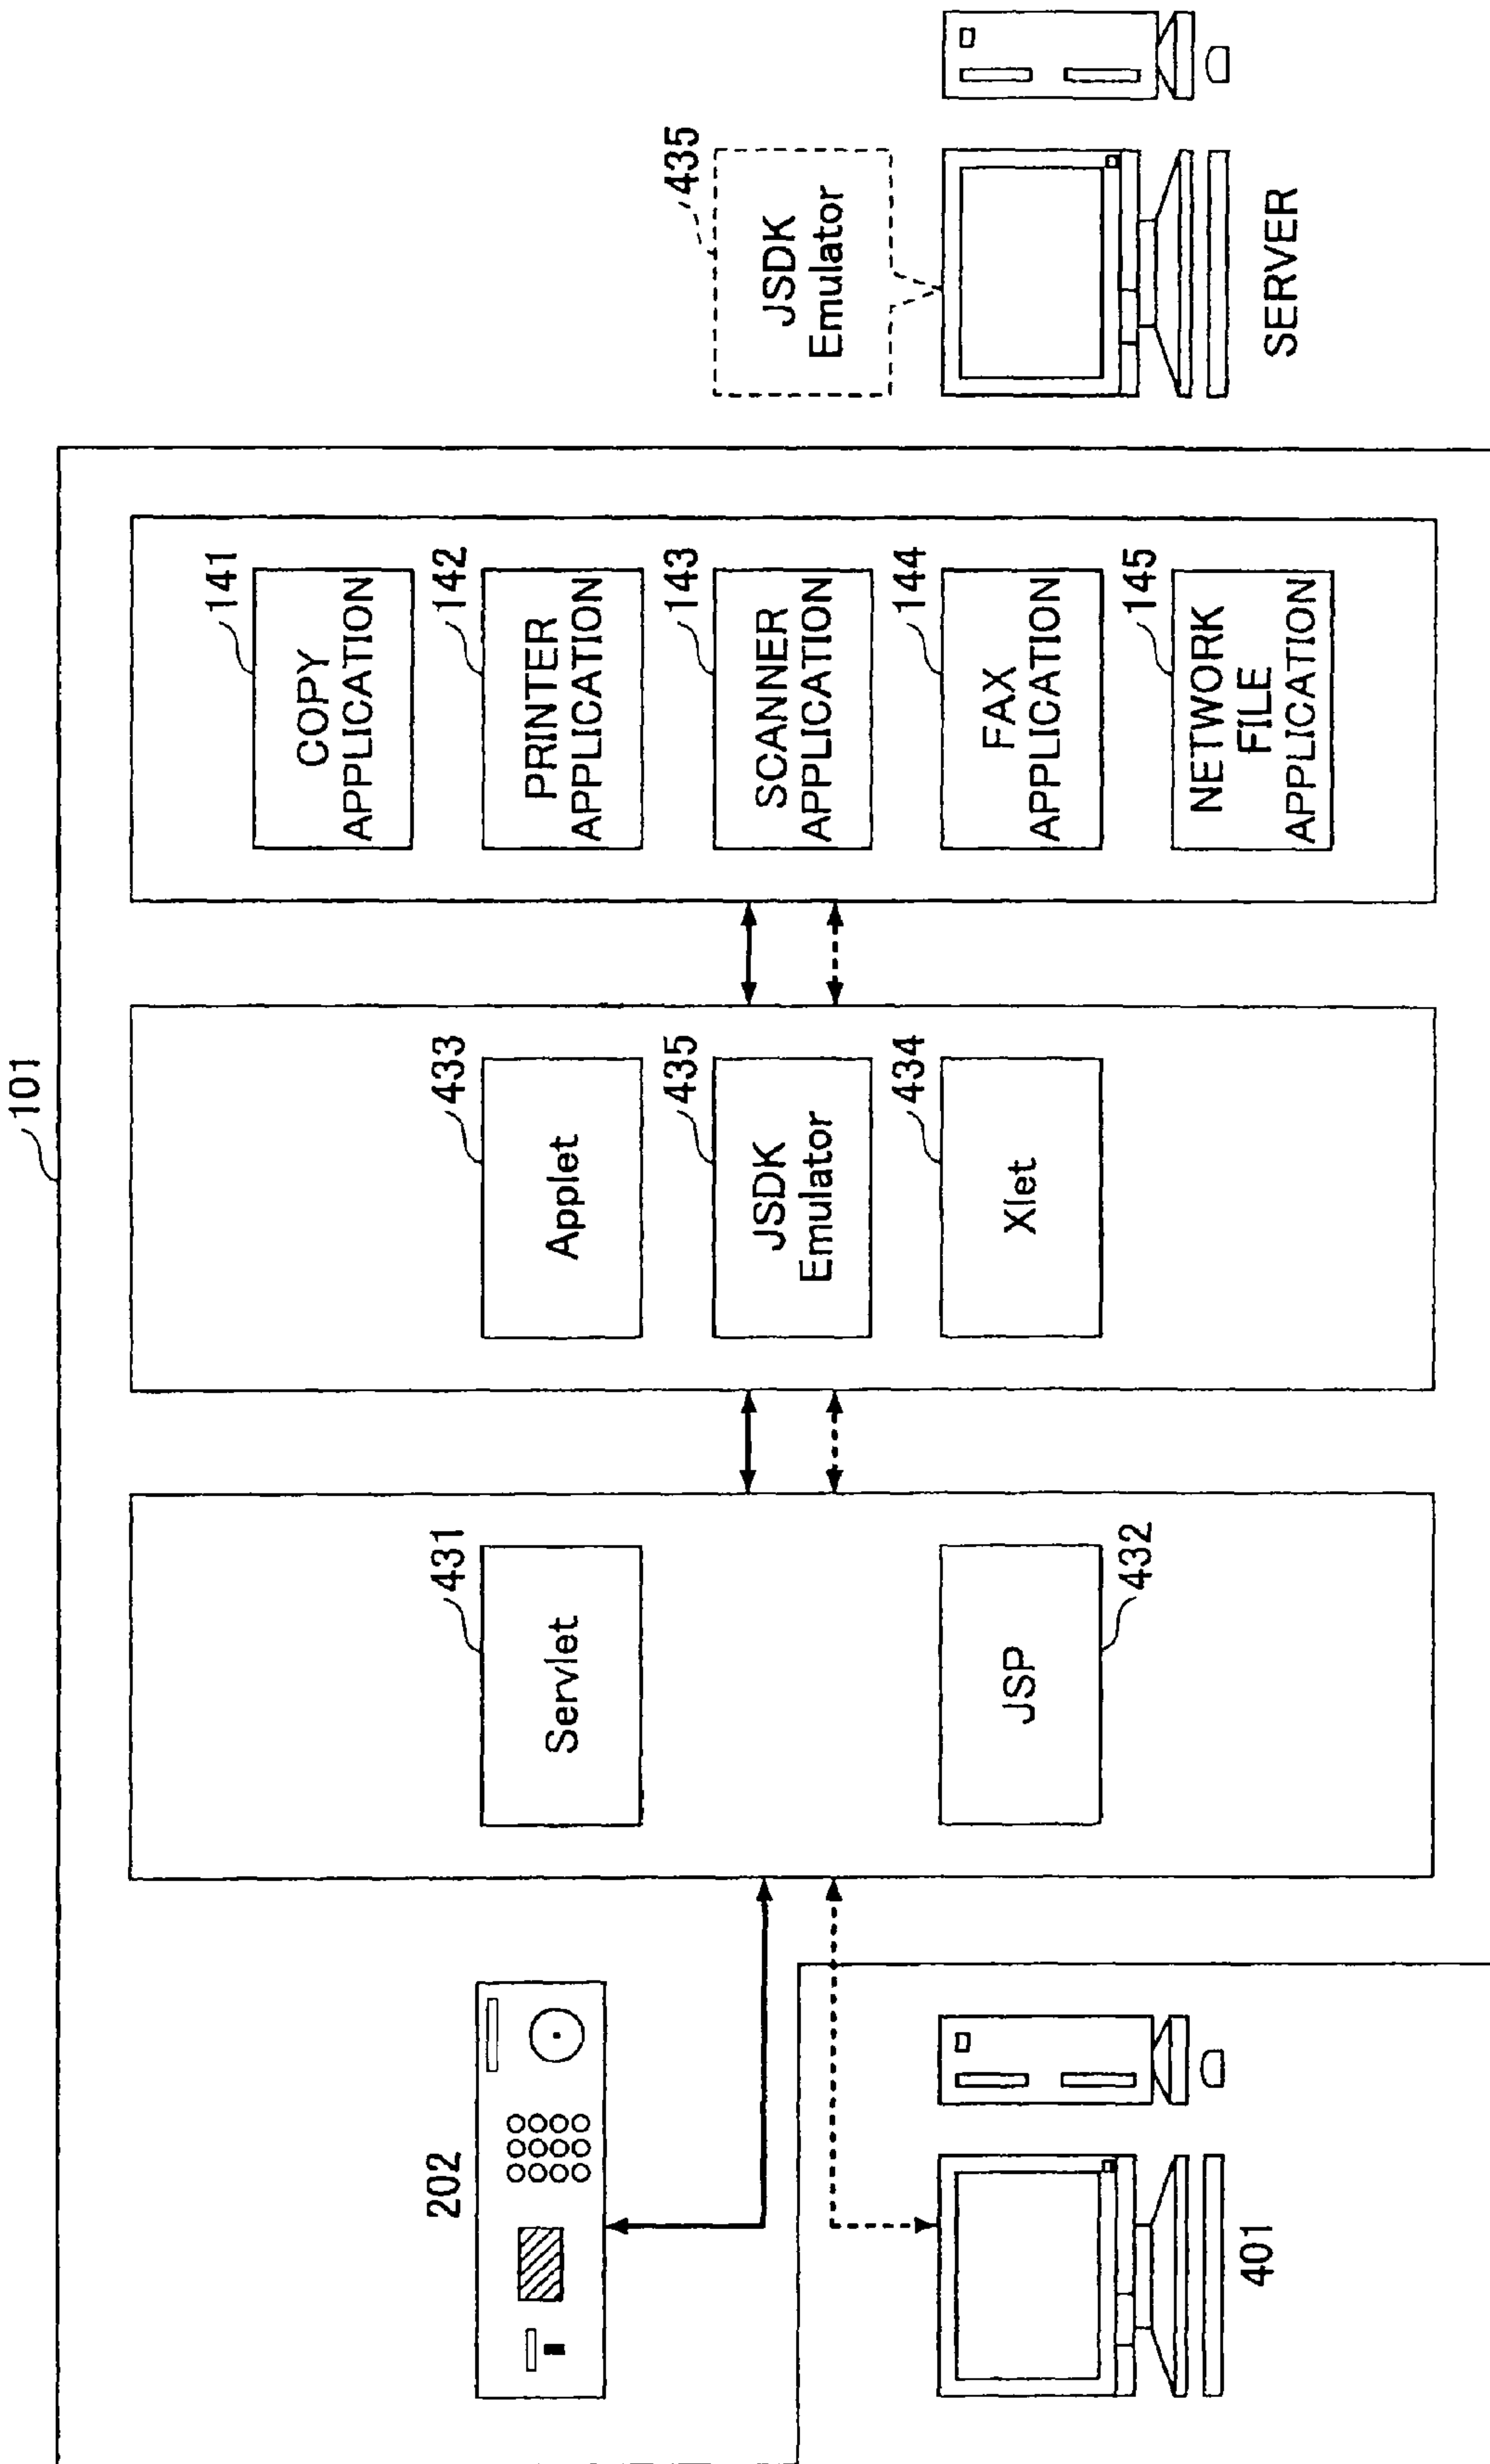 101
202
401
431
Servlet
JSP
432
433
Applet
435
JSDK
Emulator
434
Xlet
141
COPY
APPLICATION
142
PRINTER
APPLICATION
143
SCANNER
APPLICATION
144
FAX
APPLICATION
145
NETWORK
FILE
APPLICATION
435
JSDK
Emulator
SERVER